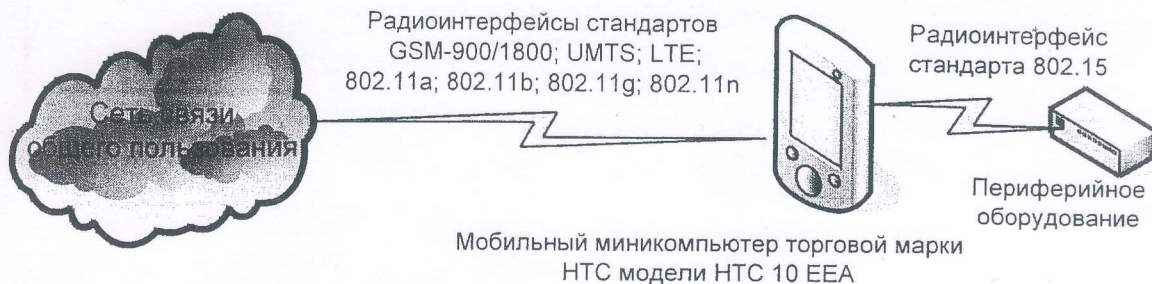 Радиоинтерфейсы стандартов
GSM-900/1800; UMTS; LTE;
802.11a; 802.11b; 802.11g; 802.11n
Радиоинтерфейс
стандарта 802.15
Сеть связи
общего пользования
Периферийное
оборудование
Мобильный миникомпьютер торговой марки
HTC модели HTC 10 EEA